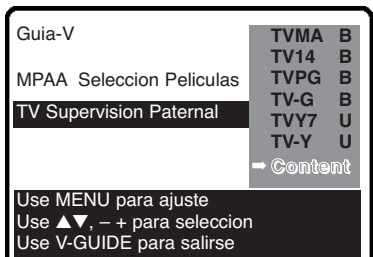 Guia-V
MPAA Seleccion Peliculas
TV Supervision Paternal
TVMA B
TV14 B
TVPG B
TV-G B
TVY7 U
TV-Y U
➡ Content
Use MENU para ajuste
Use ▲▼, – + para seleccion
Use V-GUIDE para salirse